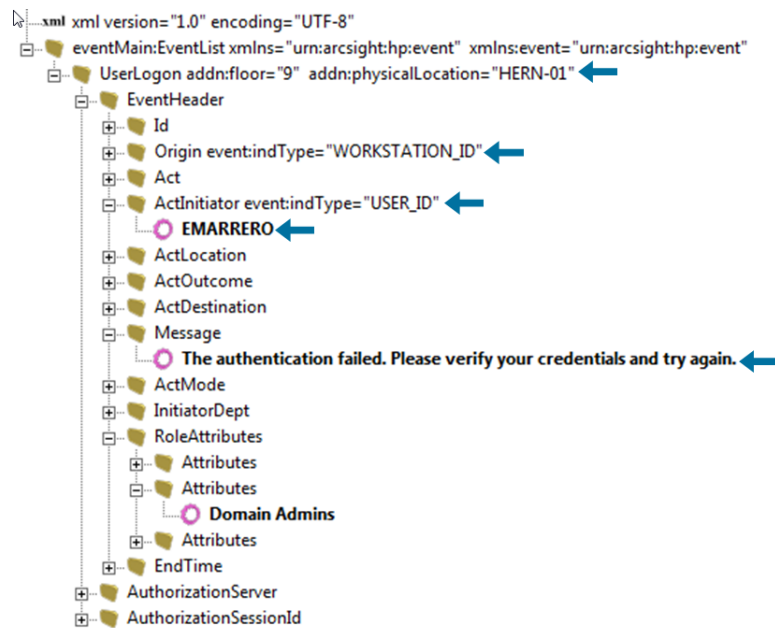 xml xml version="1.0" encoding="UTF-8"
eventMain:EventList xmlns="urn:arcsight:hp:event" xmlns:event="urn:arcsight:hp:event"
UserLogon addn:floor="9" addn:physicalLocation="HERN-01"
EventHeader
Id
Origin event:indType="WORKSTATION_ID"
Act
ActInitiator event:indType="USER_ID"
EMARRERO
ActLocation
ActOutcome
ActDestination
Message
The authentication failed. Please verify your credentials and try again.
ActMode
InitiatorDept
RoleAttributes
Attributes
Attributes
Domain Admins
Attributes
EndTime
AuthorizationServer
AuthorizationSessionId